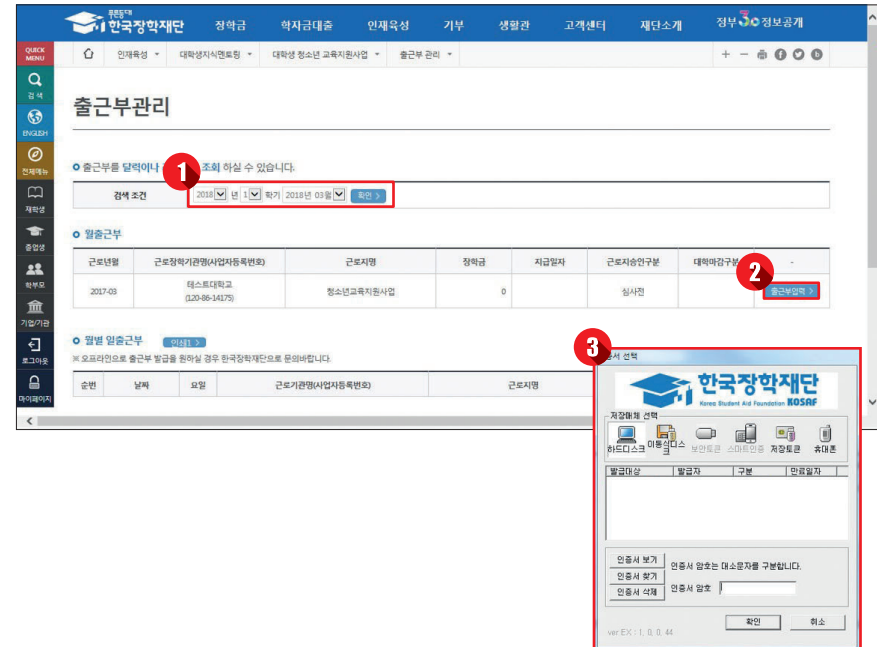 푸른등대
한국장학재단 장학금 학자금대출 인재육성 기부 생활관 고객센터 재단소개 정부3.0 정보공개
QUICK MENU
인재육성 대학생지식멘토링 대학생 청소년 교육지원사업 출근부 관리
검색
ENGLISH
전체메뉴
재학생
졸업생
학부모
기업/기관
로그아웃
마이페이지
출근부관리
출근부를 달력이나 조회 하실 수 있습니다.
1
검색 조건 2018 년 1 학기 2018년 03월 확인 >
월출근부
2
근로년월 근로장학기관명(사업자등록번호) 근로지명 장학금 지급일자 근로지승인구분 대학마감구분 -
2017-03 테스트대학교 (120-86-14175) 청소년교육지원사업 0 심사전 출근부입력 >
월별 일출근부 인쇄1 >
※ 오프라인으로 출근부 발급을 원하실 경우 한국장학재단으로 문의바랍니다.
순번 날짜 요일 근로기관명(사업자등록번호) 근로지명
3
서 선택
한국장학재단
Korea Student Aid Foundation KOSAF
저장매체 선택
하드디스크 이동식디스크 보안토큰 스마트인증 저장토큰 휴대폰
발급대상 발급자 구분 만료일자
인증서 보기
인증서 찾기
인증서 삭제
인증서 암호는 대소문자를 구분합니다.
인증서 암호
확인 취소
ver EX : 1, 0, 0, 44